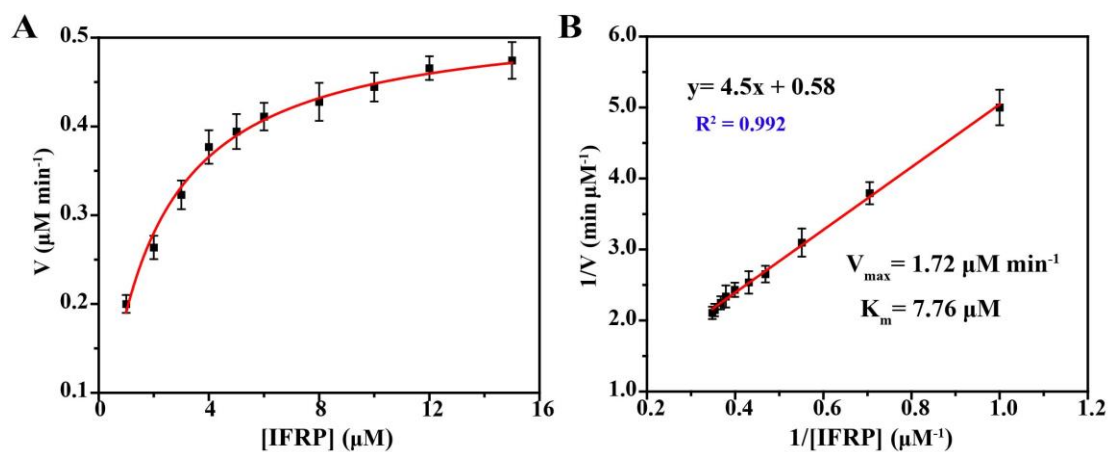 A
V (μM min⁻¹)
0.5
0.4
0.3
0.2
0.1
0
4
8
12
16
[IFRP] (μM)
B
1/V (min μM⁻¹)
6.0
5.0
4.0
3.0
2.0
1.0
y= 4.5x + 0.58
R² = 0.992
Vmax= 1.72 μM min⁻¹
Km= 7.76 μM
0.2
0.4
0.6
0.8
1.0
1.2
1/[IFRP] (μM⁻¹)